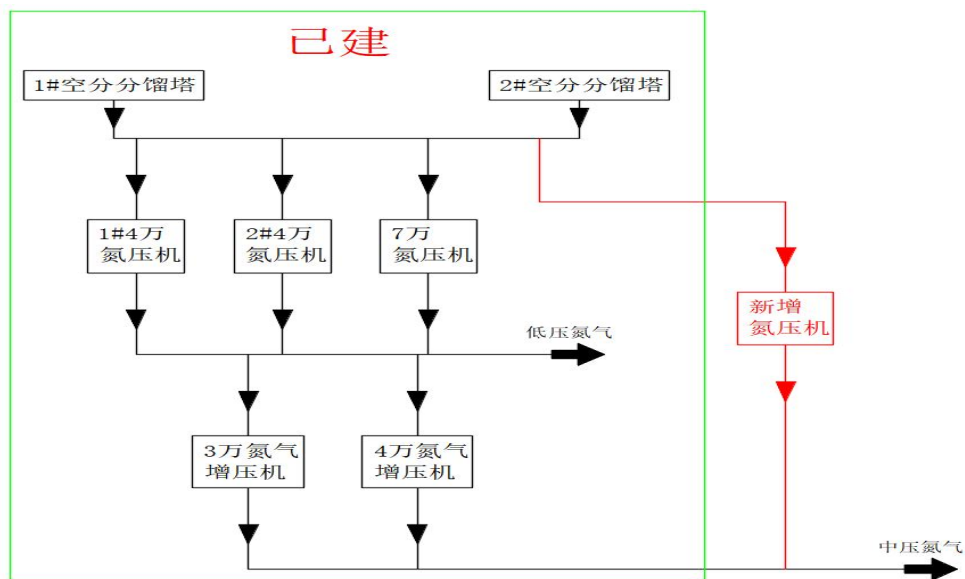 已建
1#空分分馏塔
2#空分分馏塔
1#4万
氮压机
2#4万
氮压机
7万
氮压机
新增
氮压机
低压氮气
3万氮气
增压机
4万氮气
增压机
中压氮气